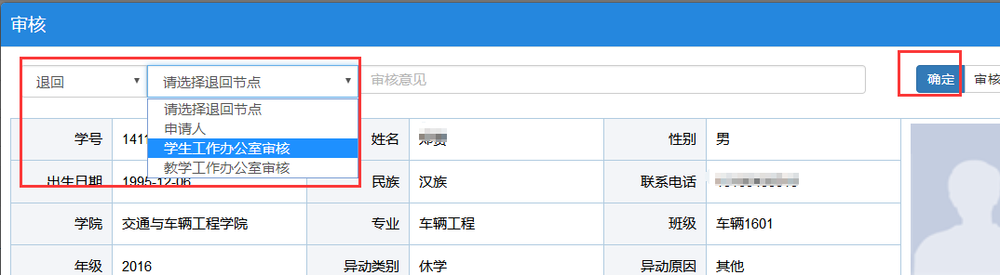 审核
退回 请选择退回节点 审核意见 确定 审核
请选择退回节点
申请人
学生工作办公室审核
教学工作办公室审核
学号 1411 姓名 性别 男
出生日期 1995-12-06 民族 汉族 联系电话
学院 交通与车辆工程学院 专业 车辆工程 班级 车辆1601
年级 2016 异动类别 休学 异动原因 其他